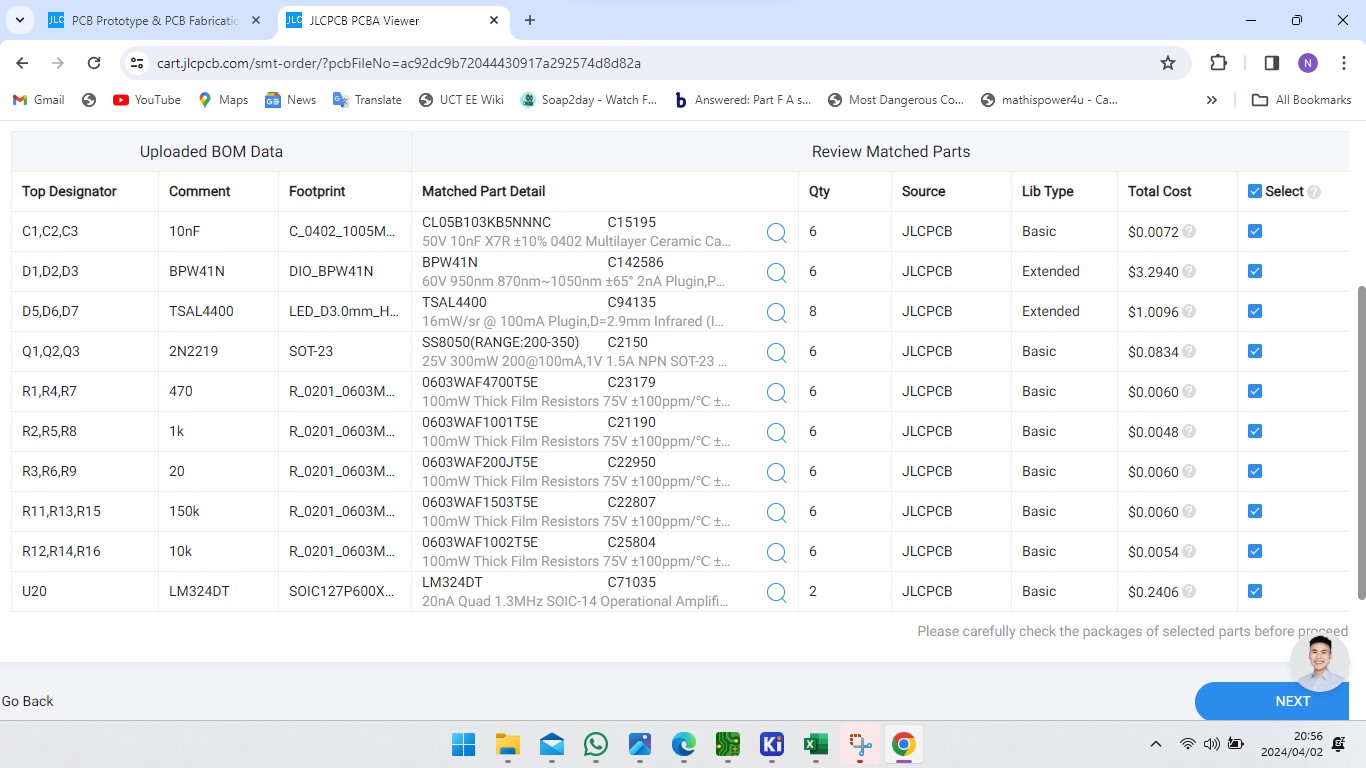 JLC PCB Prototype & PCB Fabricatic
JLC JLCPCB PCBA Viewer
cart.jlcpcb.com/smt-order/?pcbFileNo=ac92dc9b72044430917a292574d8d82a
N
Gmail YouTube Maps News Translate UCT EE Wiki Soap2day - Watch F... b Answered: Part F A s... Most Dangerous Co... mathispower4u - Ca... » All Bookmarks
Uploaded BOM Data Review Matched Parts
Top Designator Comment Footprint Matched Part Detail Qty Source Lib Type Total Cost Select ?
C1,C2,C3 10nF C_0402_1005M... CL05B103KB5NNNC C15195 6 JLCPCB Basic $0.0072 ?
50V 10nF X7R ±10% 0402 Multilayer Ceramic Ca...
D1,D2,D3 BPW41N DIO_BPW41N BPW41N C142586 6 JLCPCB Extended $3.2940 ?
60V 950nm 870nm~1050nm ±65° 2nA Plugin,P...
D5,D6,D7 TSAL4400 LED_D3.0mm_H... TSAL4400 C94135 8 JLCPCB Extended $1.0096 ?
16mW/sr @ 100mA Plugin,D=2.9mm Infrared (I...
Q1,Q2,Q3 2N2219 SOT-23 SS8050(RANGE:200-350) C2150 6 JLCPCB Basic $0.0834 ?
25V 300mW 200@100mA,1V 1.5A NPN SOT-23 ...
R1,R4,R7 470 R_0201_0603M... 0603WAF4700T5E C23179 6 JLCPCB Basic $0.0060 ?
100mW Thick Film Resistors 75V ±100ppm/℃ ±...
R2,R5,R8 1k R_0201_0603M... 0603WAF1001T5E C21190 6 JLCPCB Basic $0.0048 ?
100mW Thick Film Resistors 75V ±100ppm/℃ ±...
R3,R6,R9 20 R_0201_0603M... 0603WAF200JT5E C22950 6 JLCPCB Basic $0.0060 ?
100mW Thick Film Resistors 75V ±100ppm/℃ ±...
R11,R13,R15 150k R_0201_0603M... 0603WAF1503T5E C22807 6 JLCPCB Basic $0.0060 ?
100mW Thick Film Resistors 75V ±100ppm/℃ ±...
R12,R14,R16 10k R_0201_0603M... 0603WAF1002T5E C25804 6 JLCPCB Basic $0.0054 ?
100mW Thick Film Resistors 75V ±100ppm/℃ ±...
U20 LM324DT SOIC127P600X... LM324DT C71035 2 JLCPCB Basic $0.2406 ?
20nA Quad 1.3MHz SOIC-14 Operational Amplifi...
Please carefully check the packages of selected parts before proceed
Go Back NEXT
Ki
20:56
2024/04/02